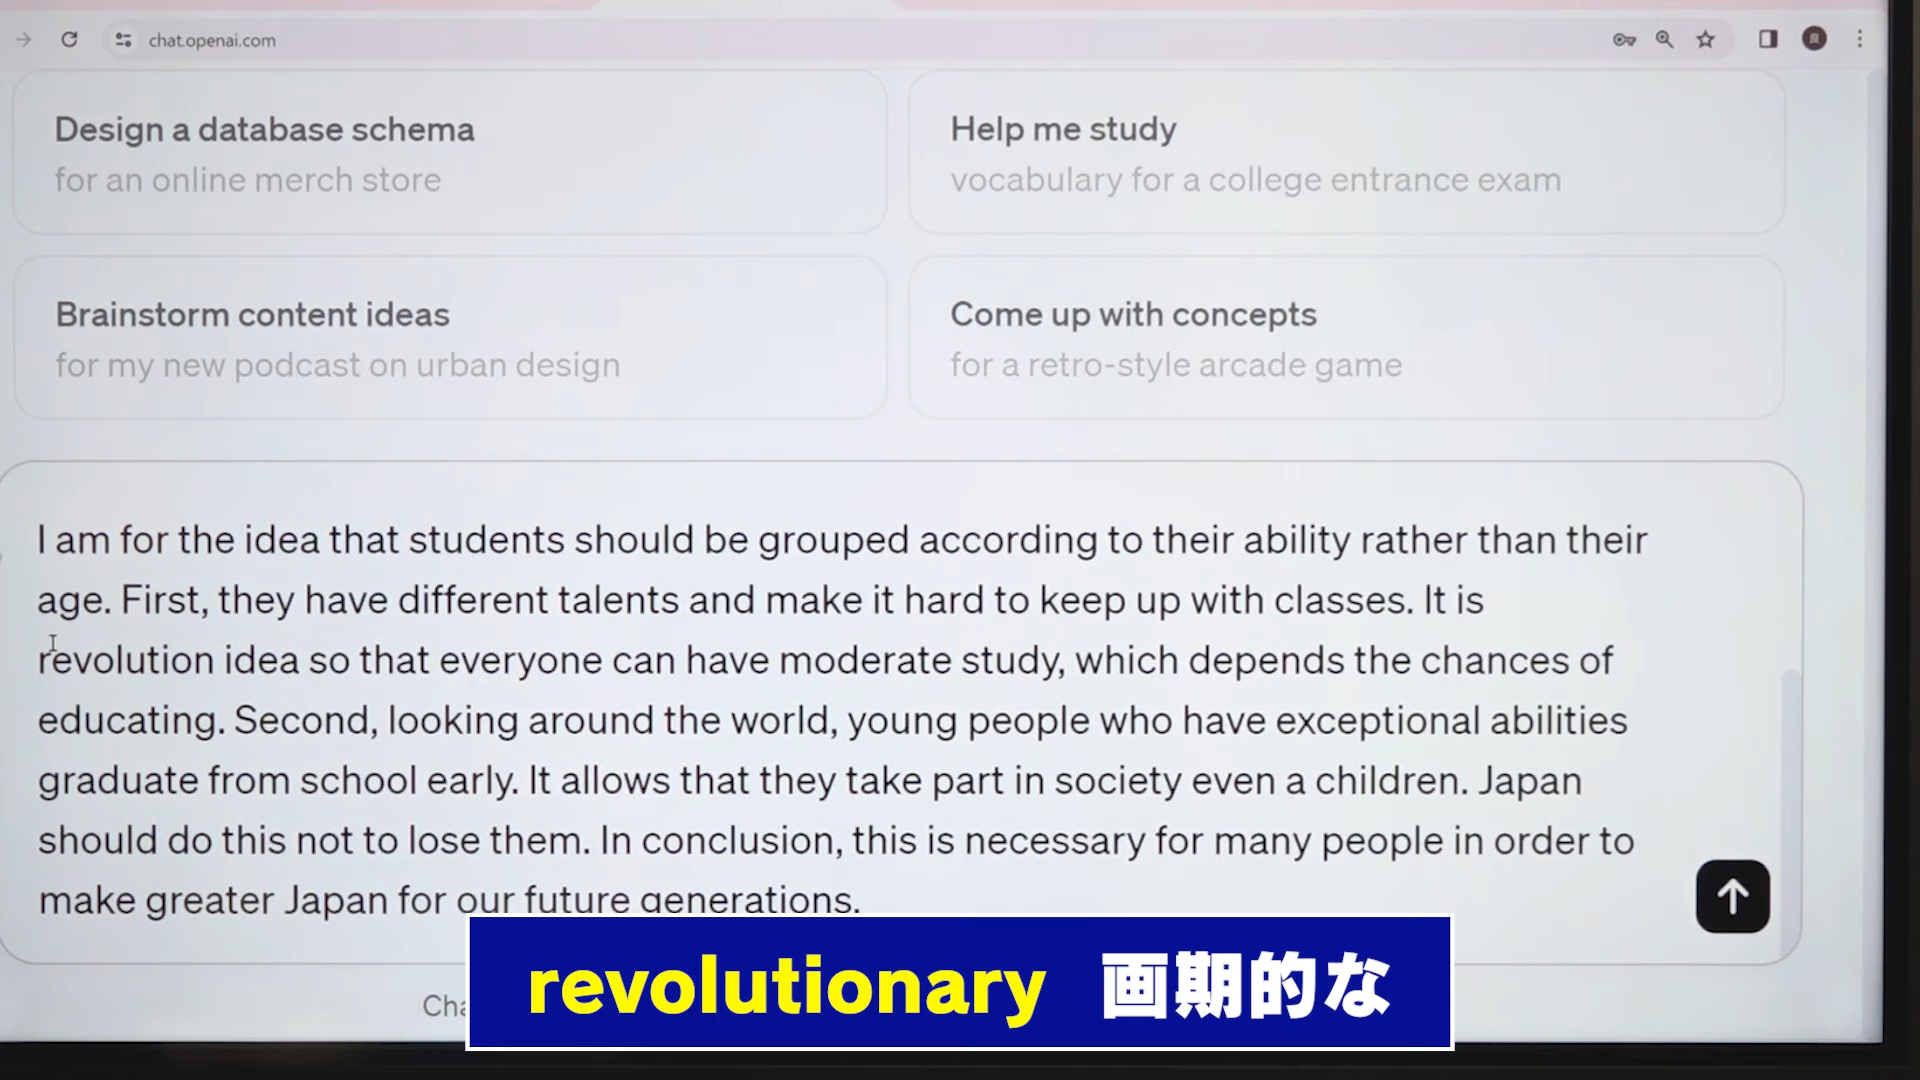 chat.openai.com
Design a database schema
for an online merch store
Help me study
vocabulary for a college entrance exam
Brainstorm content ideas
for my new podcast on urban design
Come up with concepts
for a retro-style arcade game
I am for the idea that students should be grouped according to their ability rather than their
age. First, they have different talents and make it hard to keep up with classes. It is
revolution idea so that everyone can have moderate study, which depends the chances of
educating. Second, looking around the world, young people who have exceptional abilities
graduate from school early. It allows that they take part in society even a children. Japan
should do this not to lose them. In conclusion, this is necessary for many people in order to
make greater Japan for our future generations.
revolutionary 画期的な